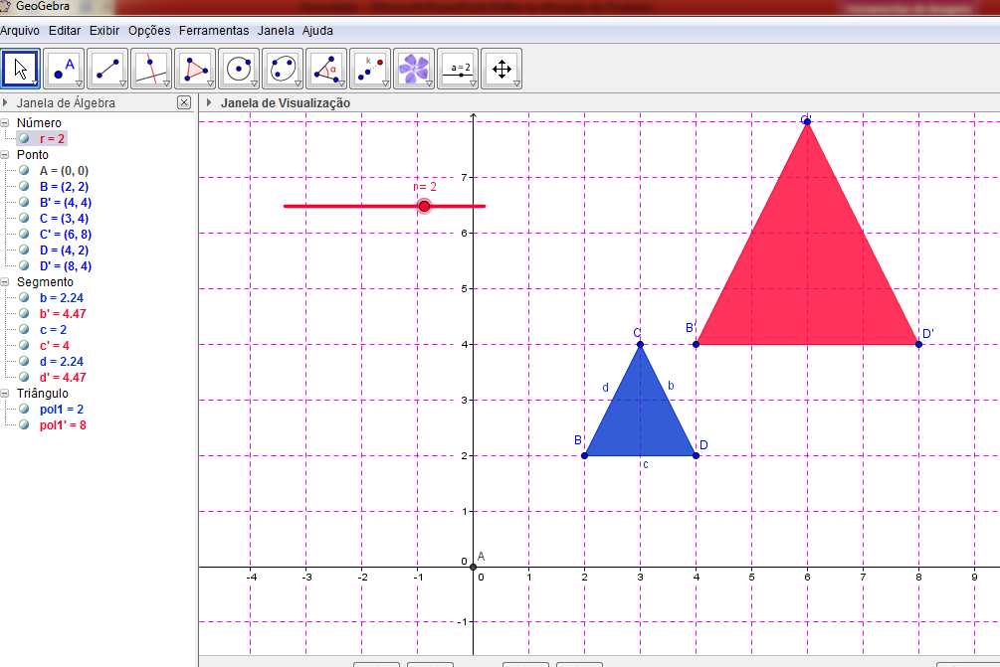 GeoGebra
Arquivo Editar Exibir Opções Ferramentas Janela Ajuda
A
α
k
a = 2
Janela de Álgebra
Janela de Visualização
Número
r = 2
Ponto
A = (0, 0)
B = (2, 2)
B' = (4, 4)
C = (3, 4)
C' = (6, 8)
D = (4, 2)
D' = (8, 4)
Segmento
b = 2.24
b' = 4.47
c = 2
c' = 4
d = 2.24
d' = 4.47
Triângulo
pol1 = 2
pol1' = 8
C'
7
r = 2
6
5
C B' D'
4
d b
3
B D
2
c
1
A
0
-4 -3 -2 -1 0 1 2 3 4 5 6 7 8 9
-1